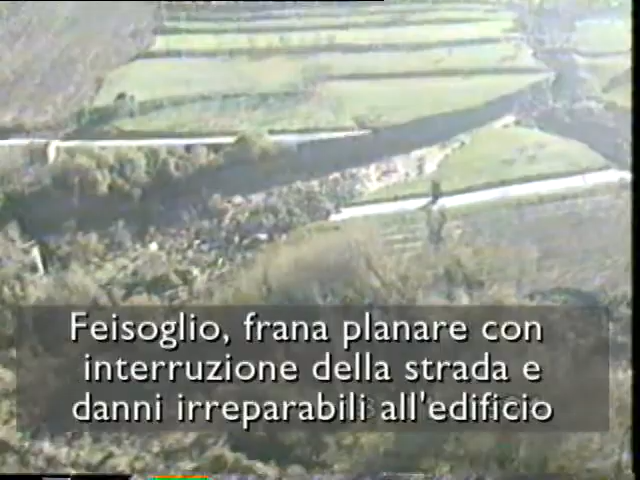 Feisoglio, frana planare con
interruzione della strada e
danni irreparabili all'edificio